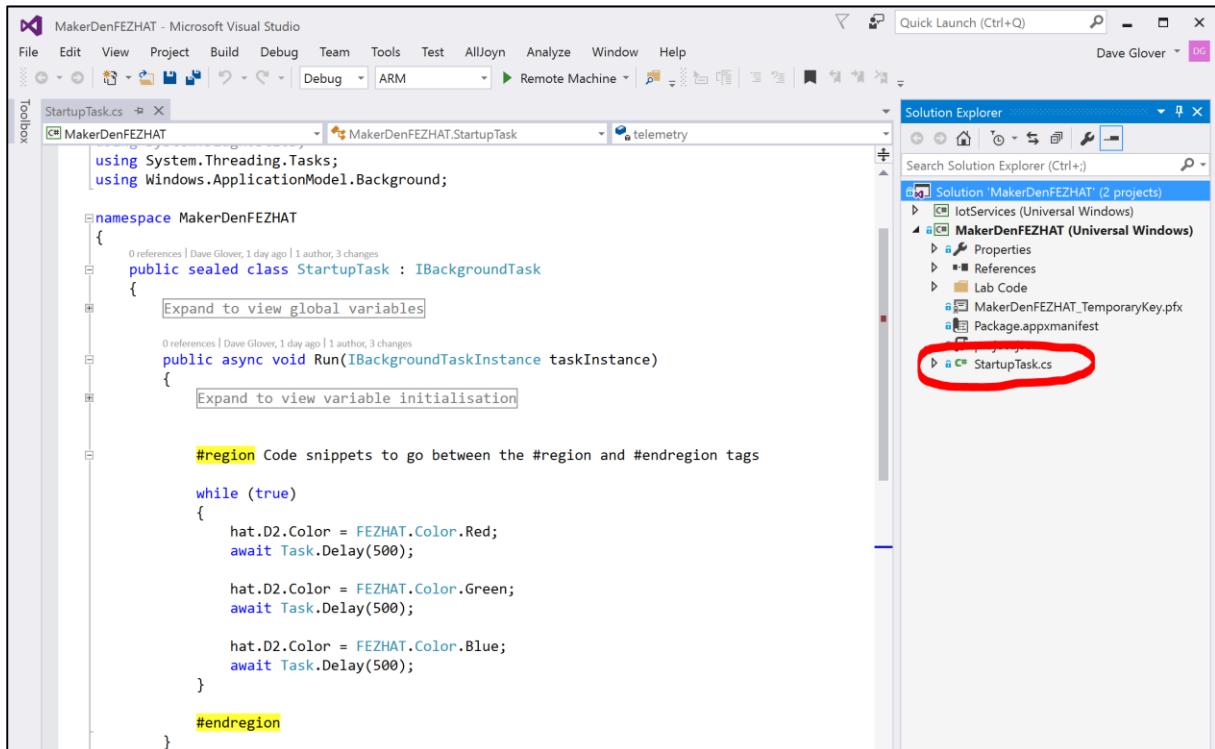 MakerDenFEZHAT - Microsoft Visual Studio
Quick Launch (Ctrl+Q)
File Edit View Project Build Debug Team Tools Test AllJoyn Analyze Window Help
Dave Glover DG
Debug ARM Remote Machine
Toolbox
StartupTask.cs
MakerDenFEZHAT MakerDenFEZHAT.StartupTask telemetry
using System.Threading.Tasks;
using Windows.ApplicationModel.Background;
namespace MakerDenFEZHAT
{
0 references | Dave Glover, 1 day ago | 1 author, 3 changes
public sealed class StartupTask : IBackgroundTask
{
Expand to view global variables
0 references | Dave Glover, 1 day ago | 1 author, 3 changes
public async void Run(IBackgroundTaskInstance taskInstance)
{
Expand to view variable initialisation
#region Code snippets to go between the #region and #endregion tags
while (true)
{
hat.D2.Color = FEZHAT.Color.Red;
await Task.Delay(500);
hat.D2.Color = FEZHAT.Color.Green;
await Task.Delay(500);
hat.D2.Color = FEZHAT.Color.Blue;
await Task.Delay(500);
}
#endregion
}
Solution Explorer
Search Solution Explorer (Ctrl+;)
Solution 'MakerDenFEZHAT' (2 projects)
C# IotServices (Universal Windows)
C# MakerDenFEZHAT (Universal Windows)
Properties
References
Lab Code
MakerDenFEZHAT_TemporaryKey.pfx
Package.appxmanifest
C# StartupTask.cs